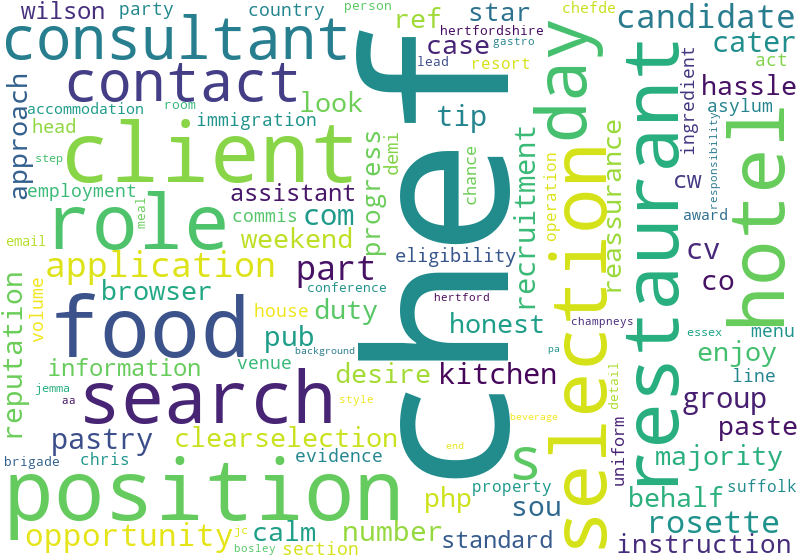 wilson
party
country
person
ref
star
chefde
candidate
hertfordshire
consultant
case
gastro
cater
lead
resort
act
contact
look
tip
day
ingredient
hassle
approach
accommodation
room
immigration
chef
asylum
head
client
progress
demi
recruitment
reassurance
restaurant
responsibility
hotel
step
employment
assistant
chance
operation
cw
meal
commis
com
award
role
email
weekend
eligibility
cv
application
part
selection
co
browser
conference
hertford
reputation
volume
food
house
duty
honest
champneys
essex
menu
pub
background
pa
enjoy
information
venue
desire
kitchen
detail
line
jemma
aa
search
style
group
beverage
paste
pastry
clearselection
end
uniform
brigade
chris
evidence
s
majority
position
php
property
suffolk
sou
behalf
opportunity
jc
calm
number
rosette
bosley
section
standard
instruction